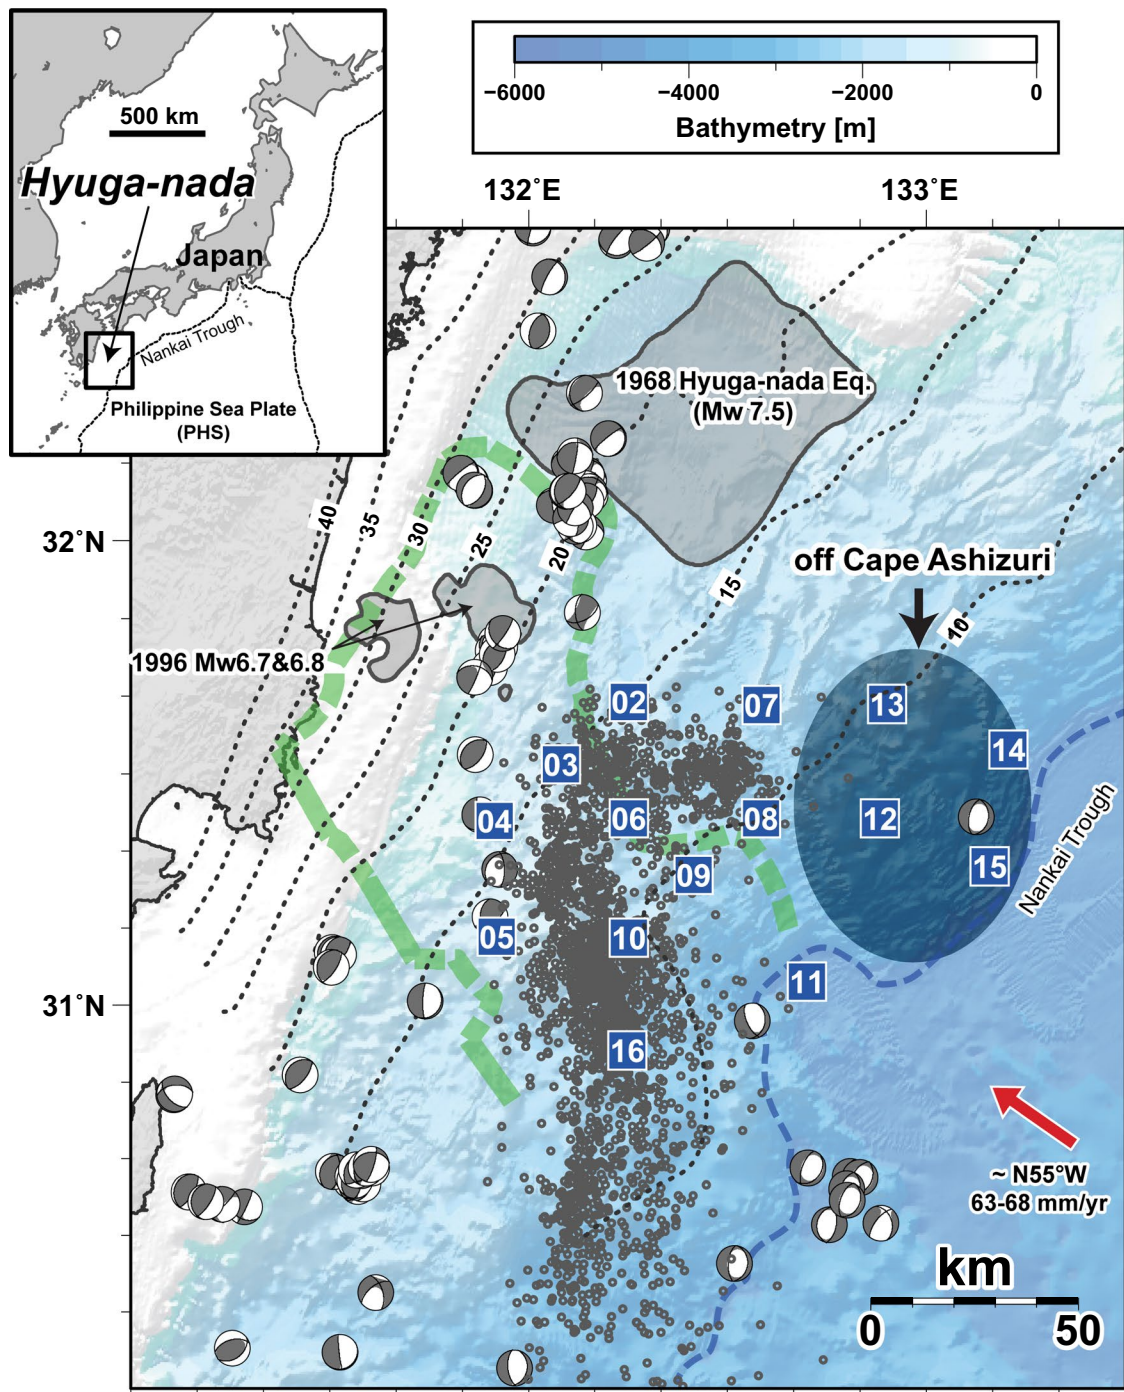 500 km
Hyuga-nada
Japan
Nankai Trough
Philippine Sea Plate
(PHS)
−6000 −4000 −2000 0
Bathymetry [m]
132˚E 133˚E
1968 Hyuga-nada Eq.
(Mw 7.5)
40 35 30 25 20 15 10
32˚N
off Cape Ashizuri
1996 Mw6.7&6.8
02 07 13
14
03
04 06 08 12
15
09
05 10
11
31˚N
16
Nankai Trough
~ N55°W
63-68 mm/yr
km
0 50